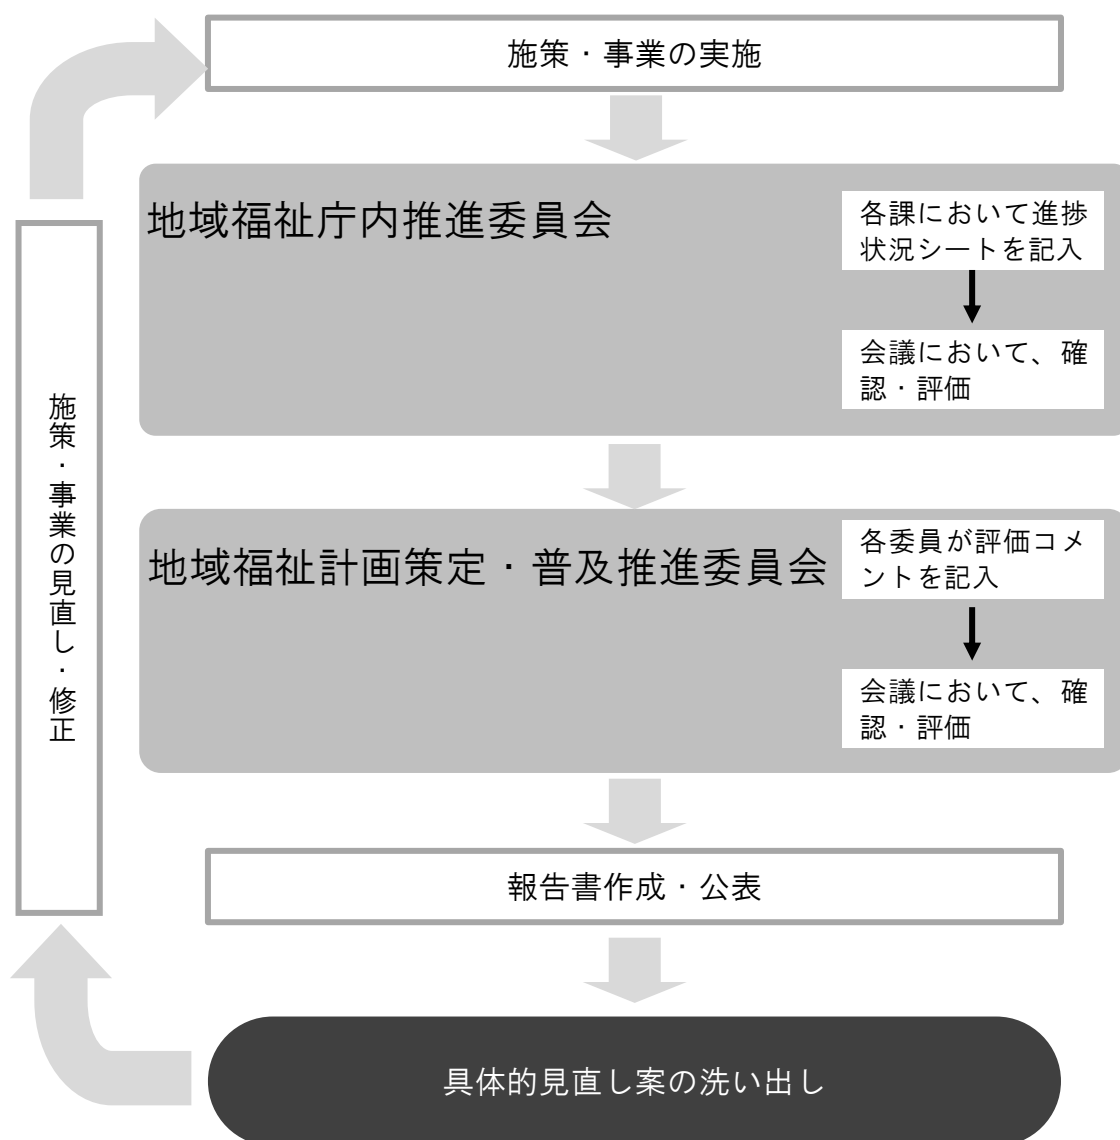 施策・事業の実施
地域福祉庁内推進委員会
各課において進捗
状況シートを記入
会議において、確
認・評価
地域福祉計画策定・普及推進委員会
各委員が評価コメ
ントを記入
会議において、確
認・評価
報告書作成・公表
具体的見直し案の洗い出し
施策・事業の見直し・修正